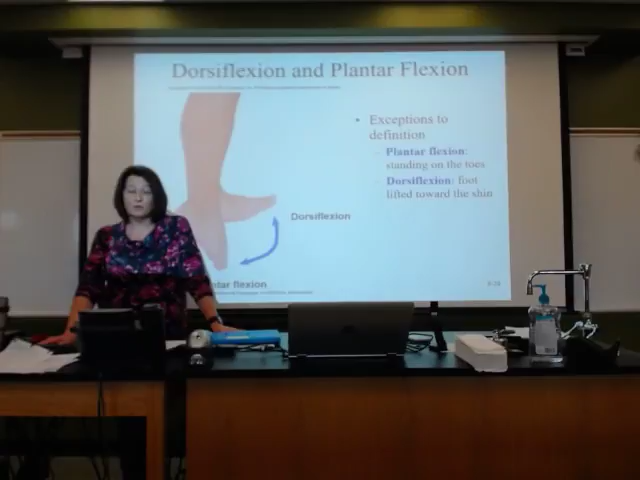 Dorsiflexion and Plantar Flexion
• Exceptions to
definition
– Plantar flexion:
standing on the toes
Dorsiflexion: foot
lifted toward the shin
Dorsiflexion
ntar flexion